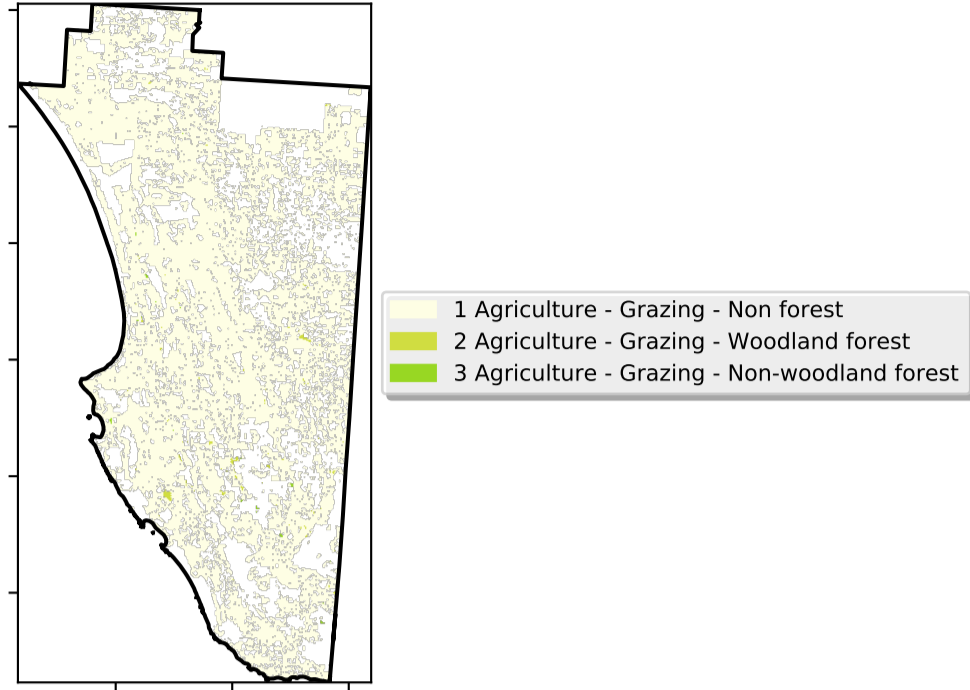 1 Agriculture - Grazing - Non forest
2 Agriculture - Grazing - Woodland forest
3 Agriculture - Grazing - Non-woodland forest